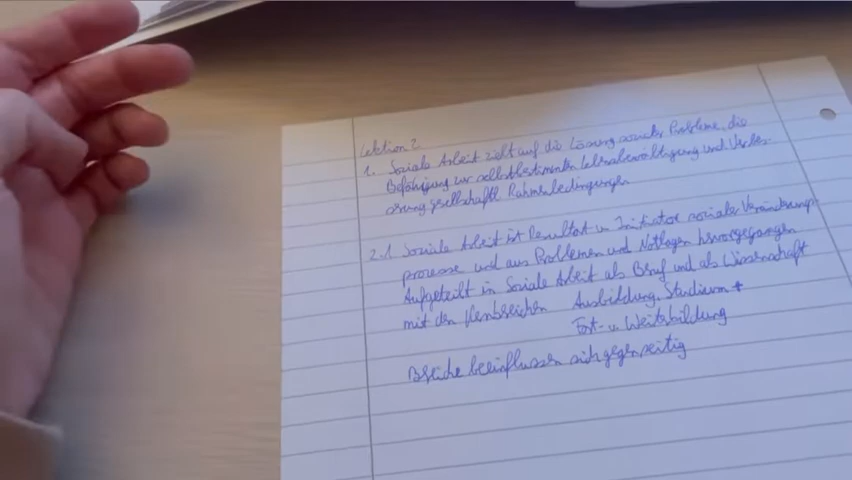 Lektion 2
1. Soziale Arbeit zielt auf die Lösung sozialer Probleme, die
Befähigung zur selbstbestimmten Lebensbewältigung und Verbes-
serung gesellschaftl. Rahmenbedingungen
2.1 Soziale Arbeit ist Resultat u. Initiator sozialer Veränderungs-
prozesse und aus Problemen und Notlagen hervorgegangen
Aufgeteilt in Soziale Arbeit als Beruf und als Wissenschaft
mit den Ausbildung, Studium +
Fort- u. Weiterbildung
Bereiche beeinflussen sich gegenseitig